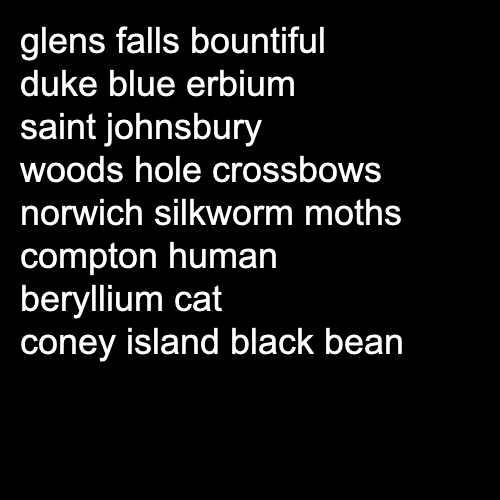 glens falls bountiful
duke blue erbium
saint johnsbury
woods hole crossbows
norwich silkworm moths
compton human
beryllium cat
coney island black bean